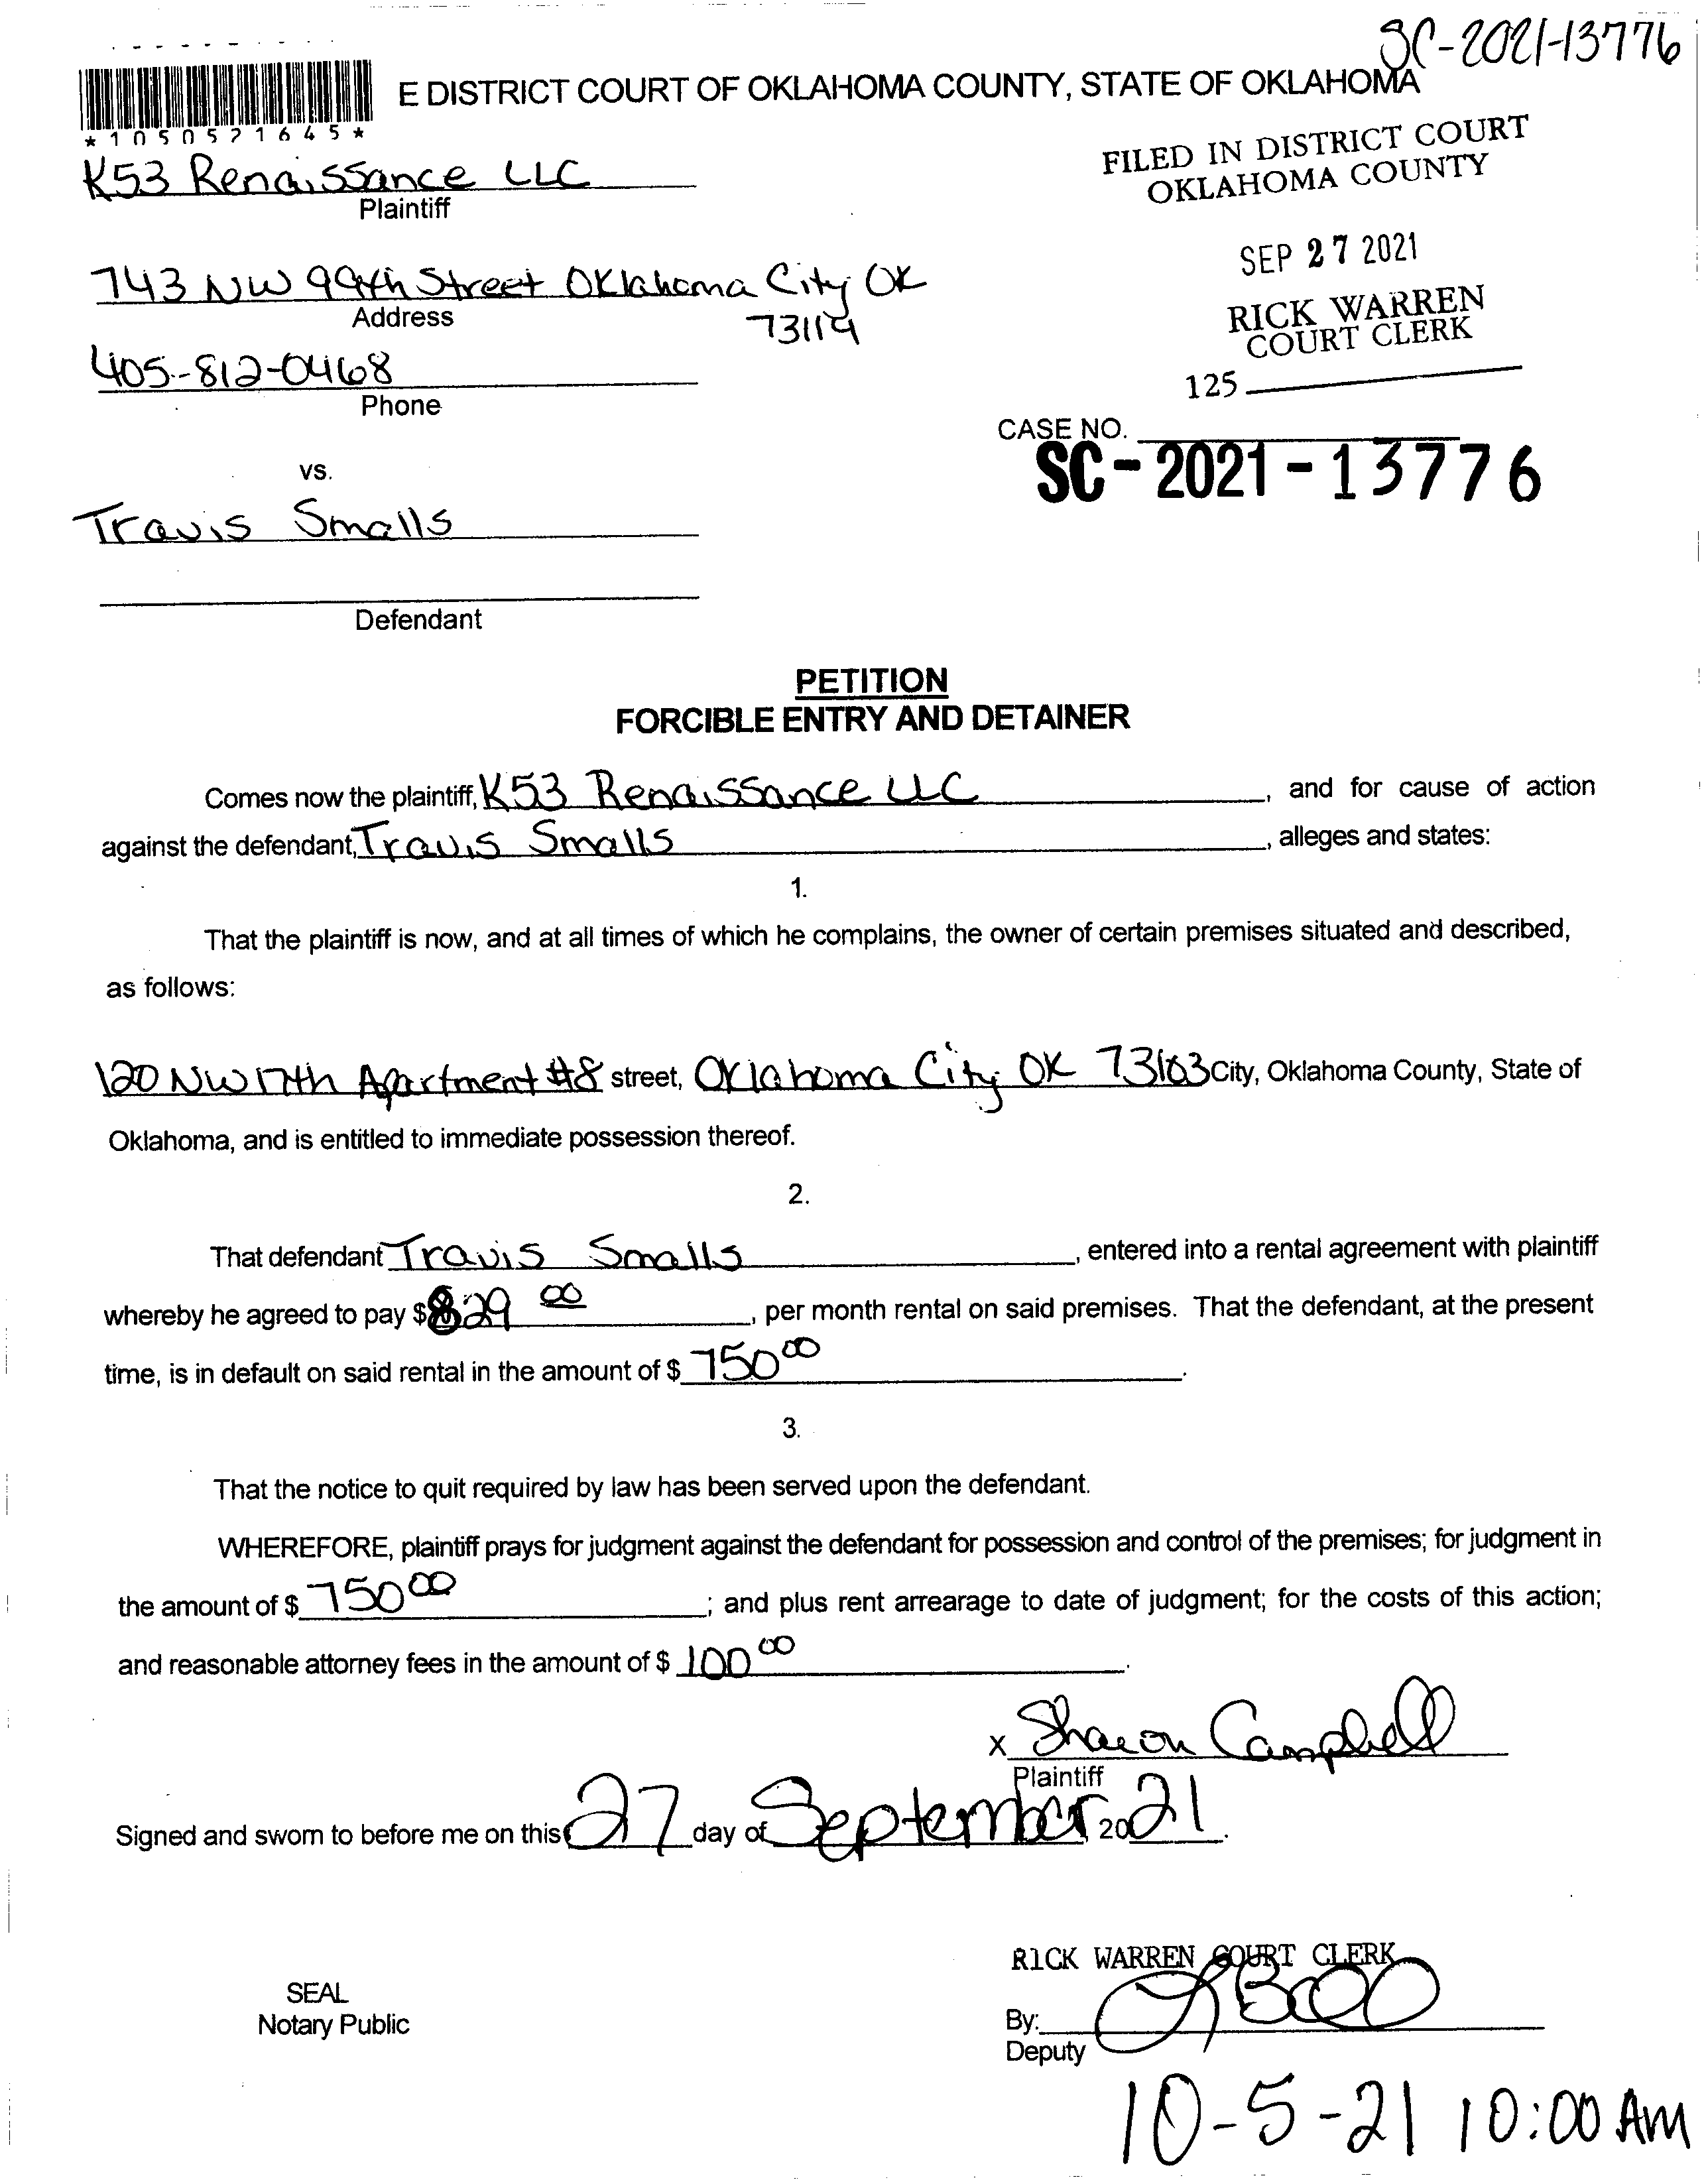 SC-2021-13776
E DISTRICT COURT OF OKLAHOMA COUNTY, STATE OF OKLAHOMA
*1050521645*
K53 Renaissance LLC
Plaintiff
FILED IN DISTRICT COURT
OKLAHOMA COUNTY
743 NW 99th Street Oklahoma City OK
73114
Address
SEP 27 2021
RICK WARREN
COURT CLERK
125
405-812-0468
Phone
CASE NO.
SC-2021-13776
vs.
Travis Smalls
Defendant
PETITION
FORCIBLE ENTRY AND DETAINER
Comes now the plaintiff, K53 Renaissance LLC, and for cause of action
against the defendant, Travis Smalls, alleges and states:
1.
That the plaintiff is now, and at all times of which he complains, the owner of certain premises situated and described,
as follows:
120 NW 17th Apartment #8 street, Oklahoma City OK 73103 City, Oklahoma County, State of
Oklahoma, and is entitled to immediate possession thereof.
2.
That defendant Travis Smalls, entered into a rental agreement with plaintiff
whereby he agreed to pay $829 00, per month rental on said premises. That the defendant, at the present
time, is in default on said rental in the amount of $ 750 00.
3.
That the notice to quit required by law has been served upon the defendant.
WHEREFORE, plaintiff prays for judgment against the defendant for possession and control of the premises; for judgment in
the amount of $ 750 00; and plus rent arrearage to date of judgment; for the costs of this action;
and reasonable attorney fees in the amount of $ 100 00.
x Sharon Campbell
Plaintiff
Signed and sworn to before me on this 27 day of September 2021.
RICK WARREN COURT CLERK
SEAL
Notary Public
By:
Deputy
10-5-21 10:00 AM